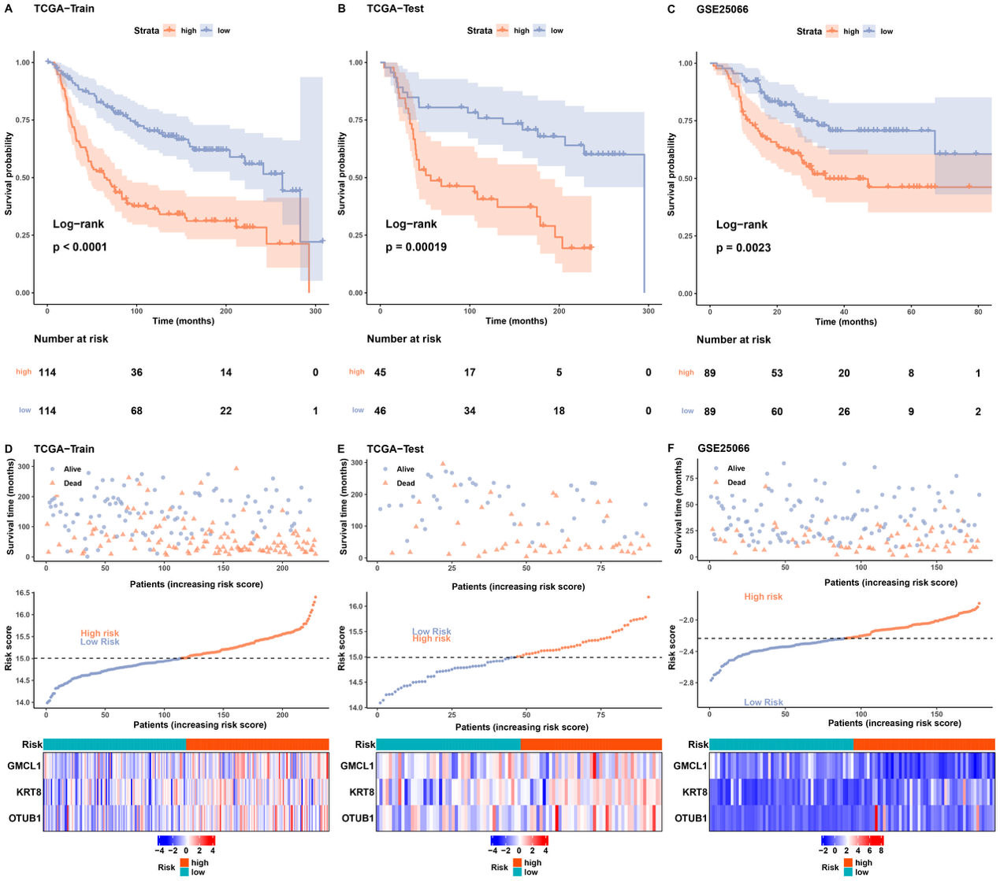 A TCGA−Train
Strata high low
Survival probability
1.00
0.75
0.50
0.25
0.00
Log−rank
p < 0.0001
0 100 200 300
Time (months)
Number at risk
high 114 36 14 0
low 114 68 22 1
B TCGA−Test
Strata high low
Survival probability
1.00
0.75
0.50
0.25
0.00
Log−rank
p = 0.00019
0 100 200 300
Time (months)
Number at risk
high 45 17 5 0
low 46 34 18 0
C GSE25066
Strata high low
Survival probability
1.00
0.75
0.50
0.25
0.00
Log−rank
p = 0.0023
0 20 40 60 80
Time (months)
Number at risk
high 89 53 20 8 1
low 89 60 26 9 2
D TCGA−Train
Survival time (months)
300
200
100
0
Alive
Dead
0 50 100 150 200
Patients (increasing risk score)
Risk score
16.5
16.0
15.5
15.0
14.5
14.0
High risk
Low Risk
0 50 100 150 200
Patients (increasing risk score)
Risk
GMCL1
KRT8
OTUB1
−4 −2 0 2 4
Risk high
low
E TCGA−Test
Survival time (months)
300
200
100
0
Alive
Dead
0 25 50 75
Patients (increasing risk score)
Risk score
16.0
15.5
15.0
14.5
14.0
Low Risk
High risk
0 25 50 75
Patients (increasing risk score)
Risk
GMCL1
KRT8
OTUB1
−4 −2 0 2 4
Risk high
low
F GSE25066
Survival time (months)
75
50
25
0
Alive
Dead
0 50 100 150
Patients (increasing risk score)
Risk score
−2.0
−2.4
−2.8
High risk
Low Risk
0 50 100 150
Patients (increasing risk score)
Risk
GMCL1
KRT8
OTUB1
−2 0 2 4 6 8
Risk high
low